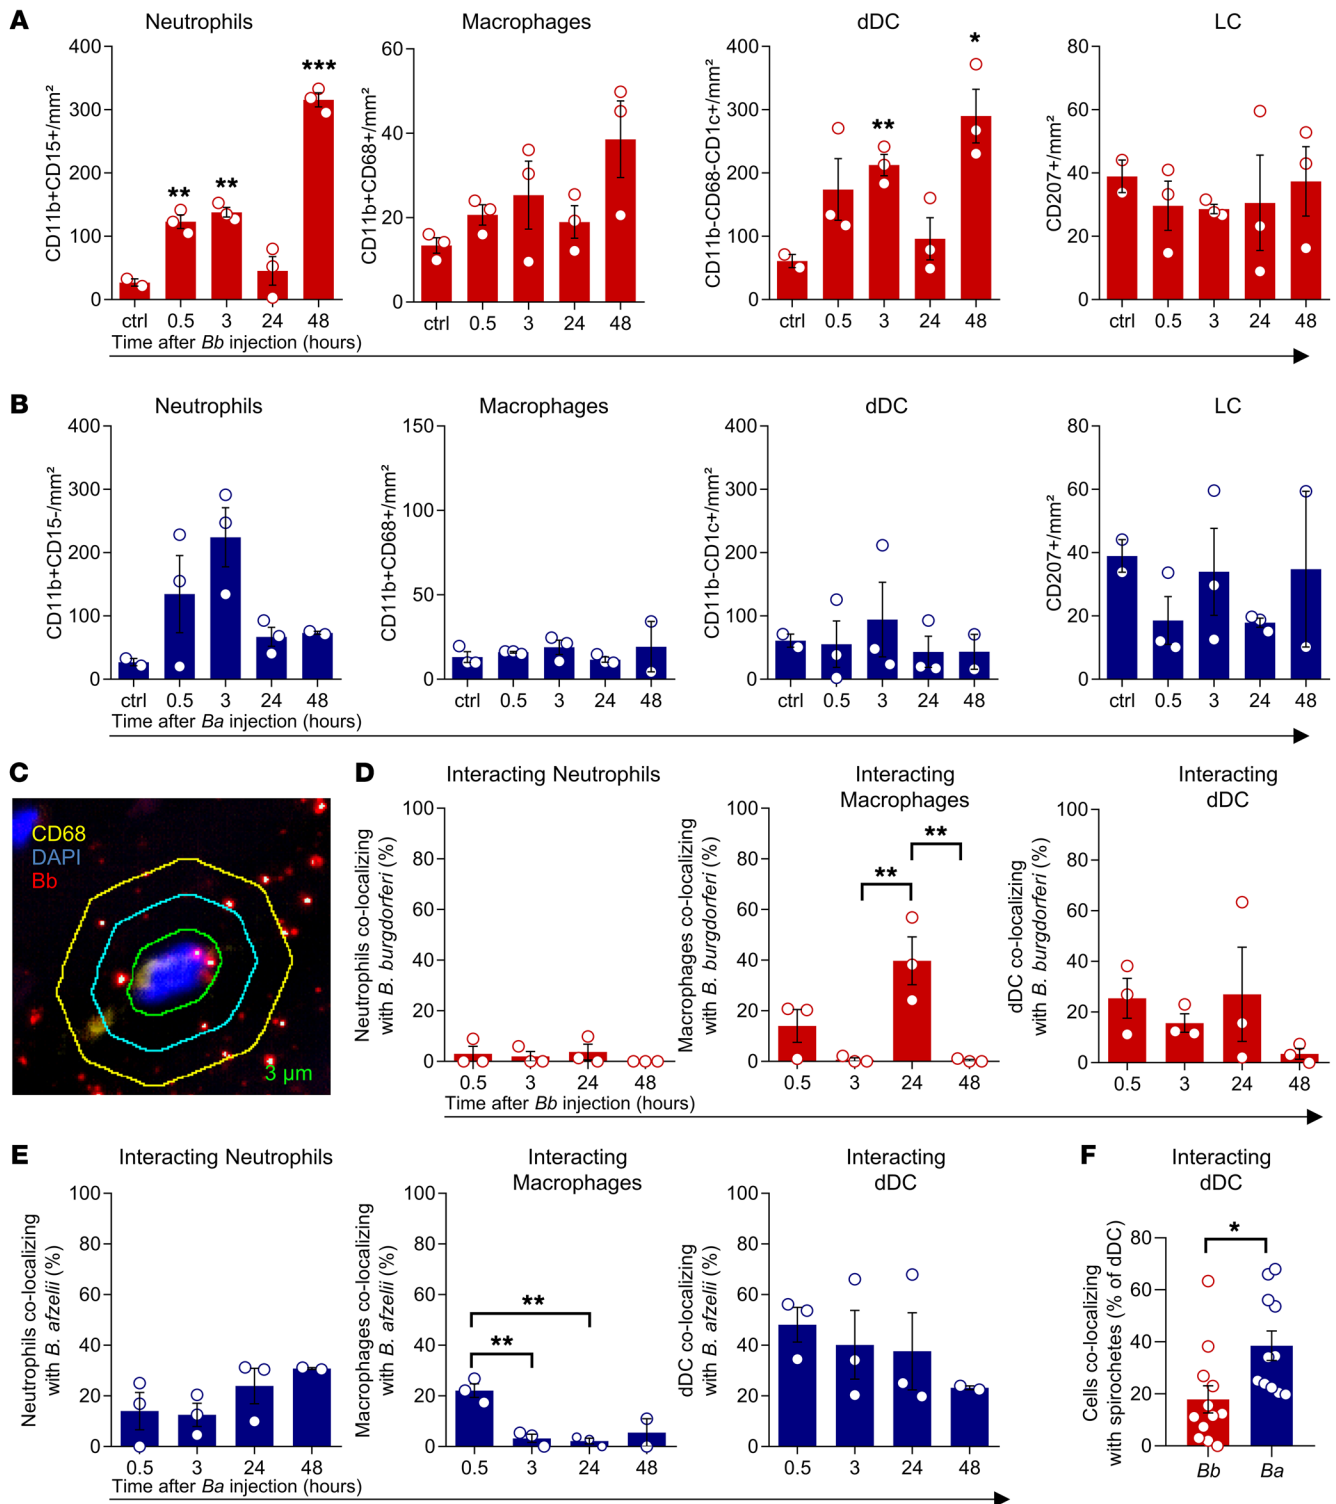 A
Neutrophils
Macrophages
dDC
LC
CD11b+CD15+/mm²
400
300
200
100
0
**
**
***
ctrl 0.5 3 24 48
CD11b+CD68+/mm²
60
40
20
0
ctrl 0.5 3 24 48
CD11b-CD68-CD1c+/mm²
400
300
200
100
0
**
*
ctrl 0.5 3 24 48
CD207+/mm²
80
60
40
20
0
ctrl 0.5 3 24 48
Time after Bb injection (hours)
B
Neutrophils
Macrophages
dDC
LC
CD11b+CD15-/mm²
400
300
200
100
0
ctrl 0.5 3 24 48
CD11b+CD68+/mm²
150
100
50
0
ctrl 0.5 3 24 48
CD11b-CD1c+/mm²
400
300
200
100
0
ctrl 0.5 3 24 48
CD207+/mm²
80
60
40
20
0
ctrl 0.5 3 24 48
Time after Ba injection (hours)
C
CD68
DAPI
Bb
3 µm
D
Interacting Neutrophils
Neutrophils co-localizing
with B. burgdorferi (%)
100
80
60
40
20
0
0.5 3 24 48
Interacting
Macrophages
Macrophages co-localizing
with B. burgdorferi (%)
100
80
60
40
20
0
**
**
0.5 3 24 48
Interacting
dDC
dDC co-localizing
with B. burgdorferi (%)
100
80
60
40
20
0
0.5 3 24 48
Time after Bb injection (hours)
E
Interacting Neutrophils
Neutrophils co-localizing
with B. afzelii (%)
100
80
60
40
20
0
0.5 3 24 48
Interacting
Macrophages
Macrophages co-localizing
with B. afzelii (%)
100
80
60
40
20
0
**
**
0.5 3 24 48
Interacting
dDC
dDC co-localizing
with B. afzelii (%)
100
80
60
40
20
0
0.5 3 24 48
Time after Ba injection (hours)
F
Interacting
dDC
Cells co-localizing
with spirochetes (% of dDC)
80
60
40
20
0
*
Bb Ba